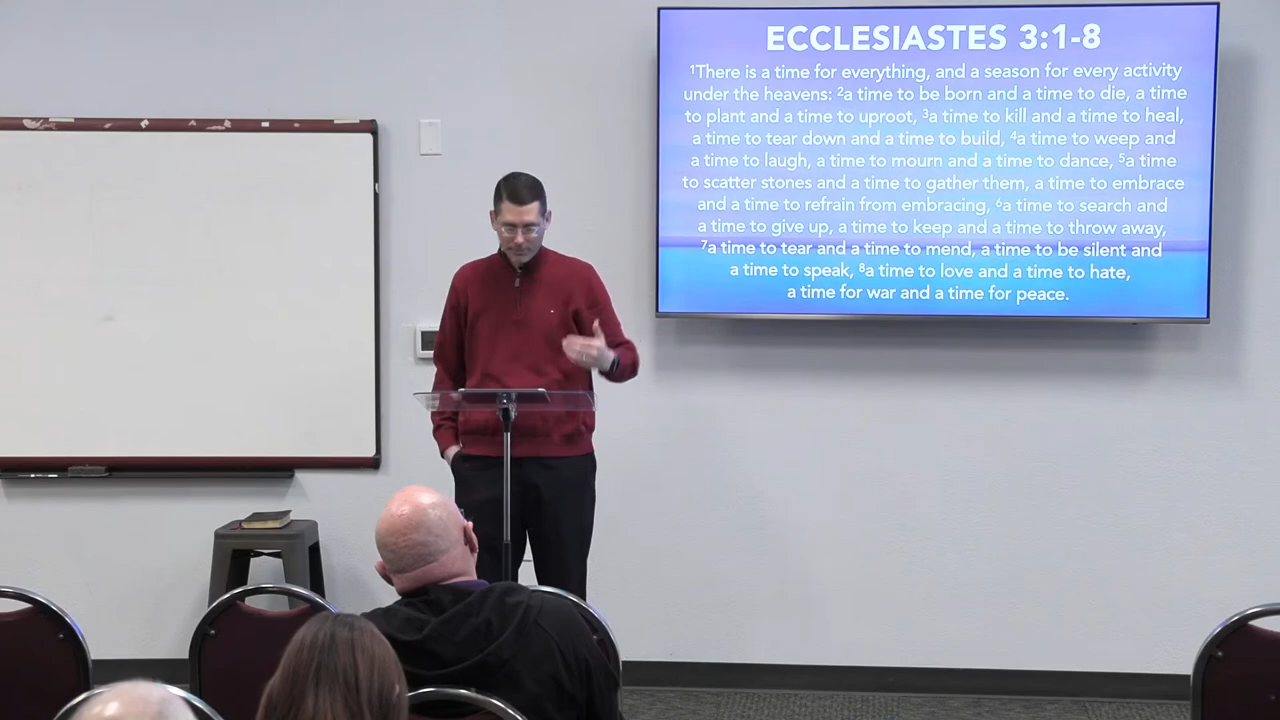 ECCLESIASTES 3:1-8
¹There is a time for everything, and a season for every activity
under the heavens: ²a time to be born and a time to die, a time
to plant and a time to uproot, ³a time to kill and a time to heal,
a time to tear down and a time to build, ⁴a time to weep and
a time to laugh, a time to mourn and a time to dance, ⁵a time
to scatter stones and a time to gather them, a time to embrace
and a time to refrain from embracing, ⁶a time to search and
a time to give up, a time to keep and a time to throw away,
⁷a time to tear and a time to mend, a time to be silent and
a time to speak, ⁸a time to love and a time to hate,
a time for war and a time for peace.